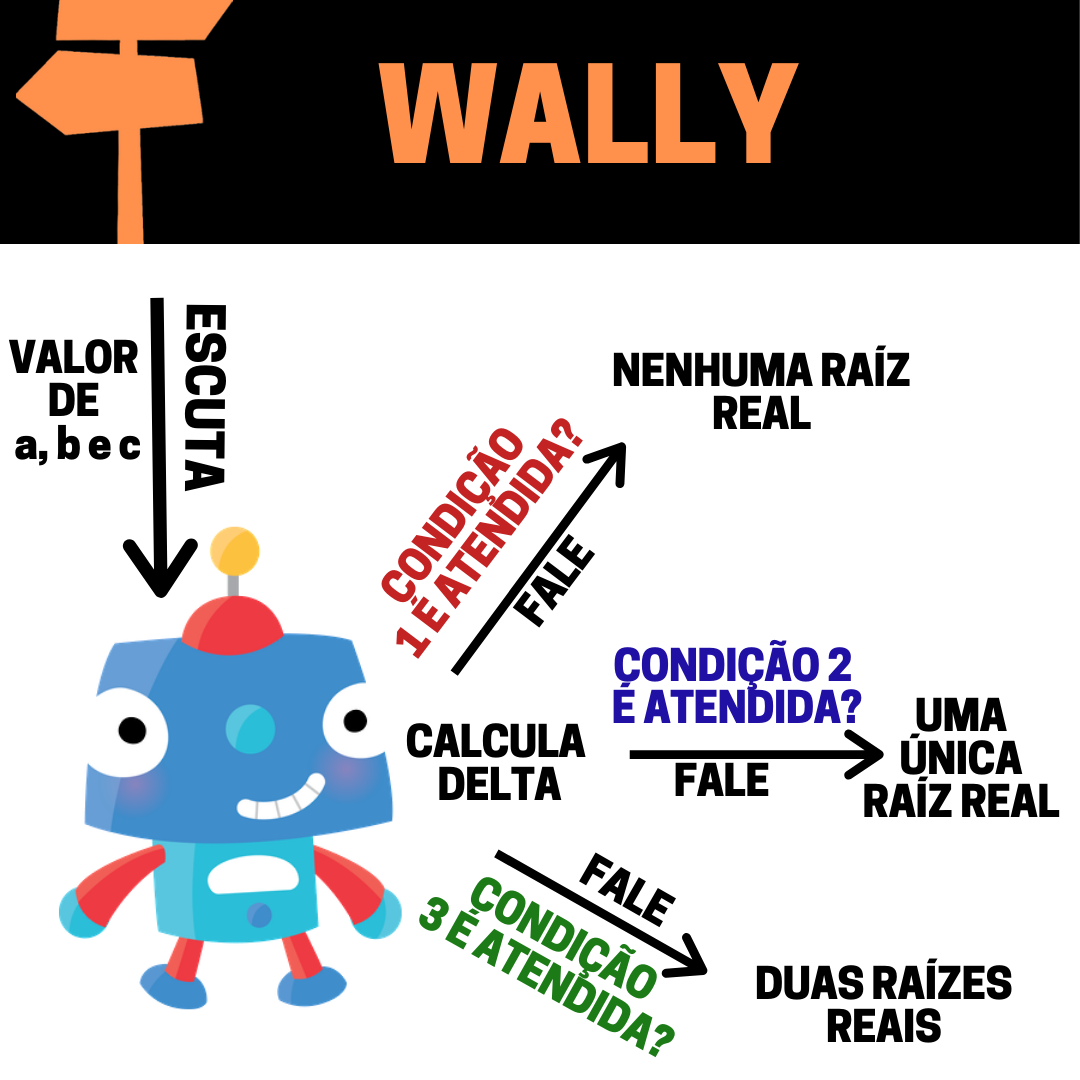 WALLY
VALOR
DE
a, b e c
ESCUTA
NENHUMA RAÍZ
REAL
CONDIÇÃO
1 É ATENDIDA?
FALE
CONDIÇÃO 2
É ATENDIDA?
FALE
UMA
ÚNICA
RAÍZ REAL
CALCULA
DELTA
FALE
CONDIÇÃO
3 É ATENDIDA?
DUAS RAÍZES
REAIS